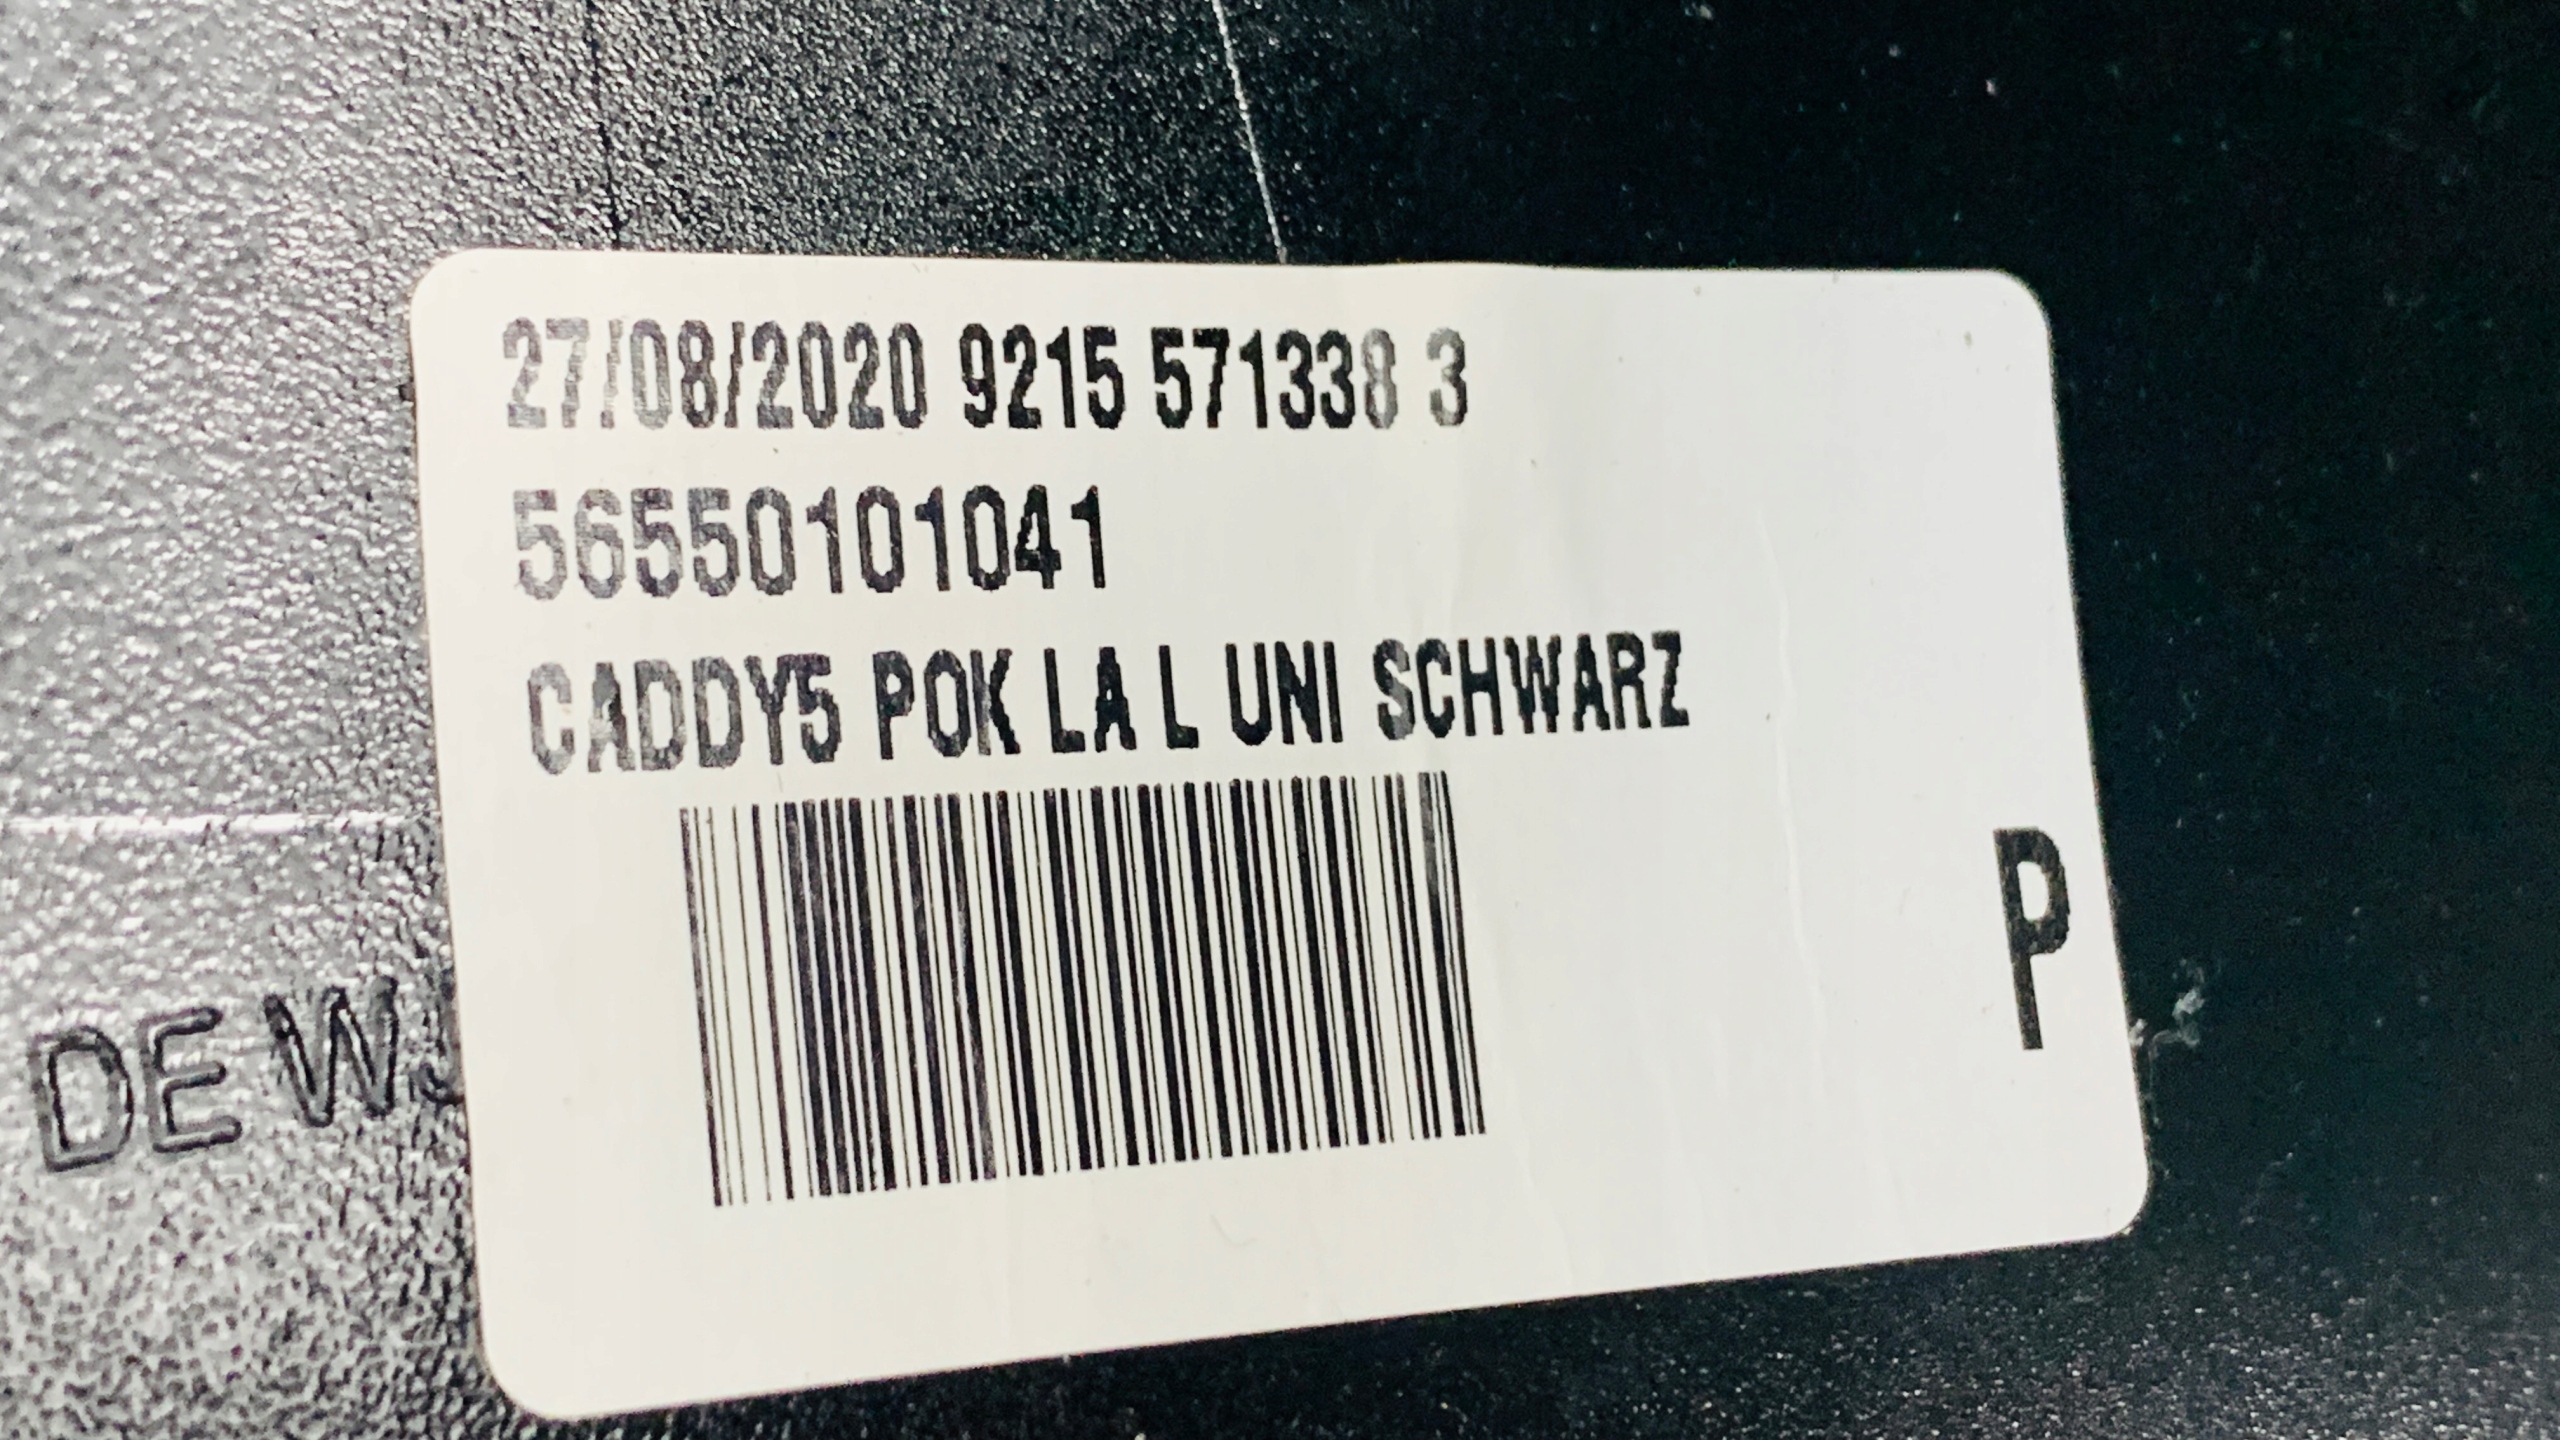 27/08/2020 9215 571338 3
56550101041
CADDY5 POK LA L UNI SCHWARZ
P
DE